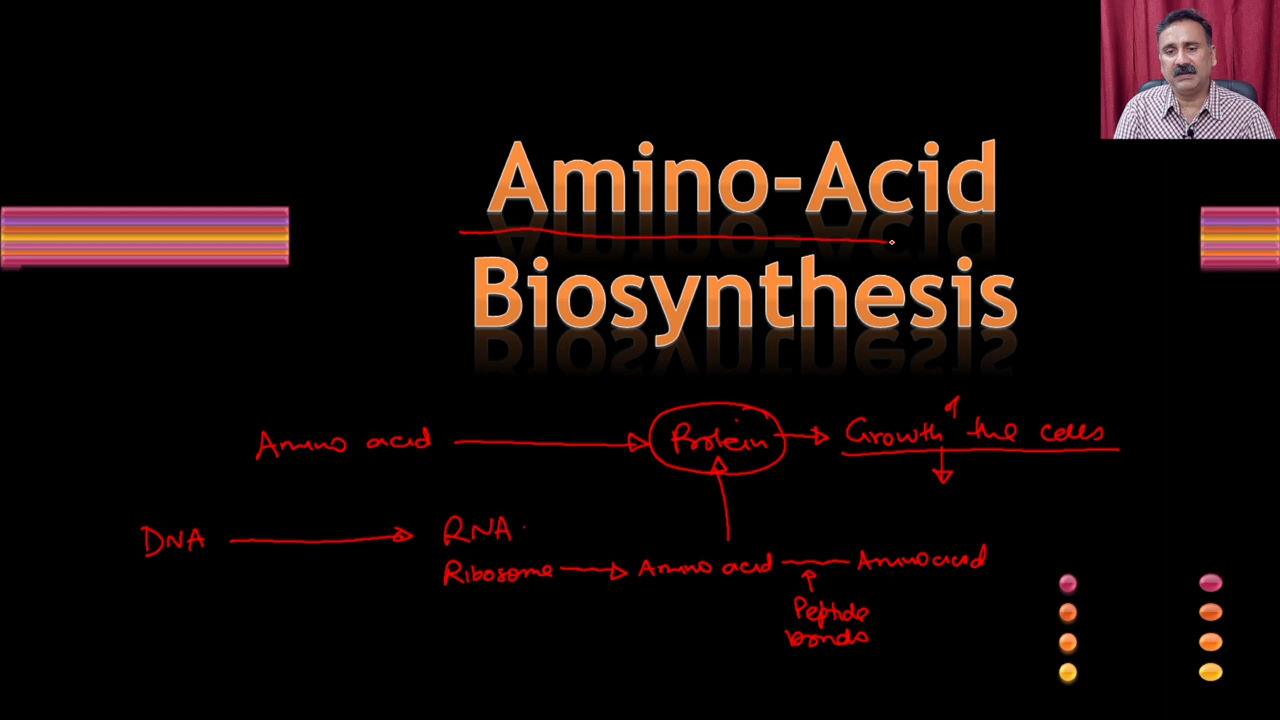 Amino-Acid
Biosynthesis
Amino acid Protein Growth of the cells
DNA RNA
Ribosome Amino acid Amino acid
Peptide
bonds